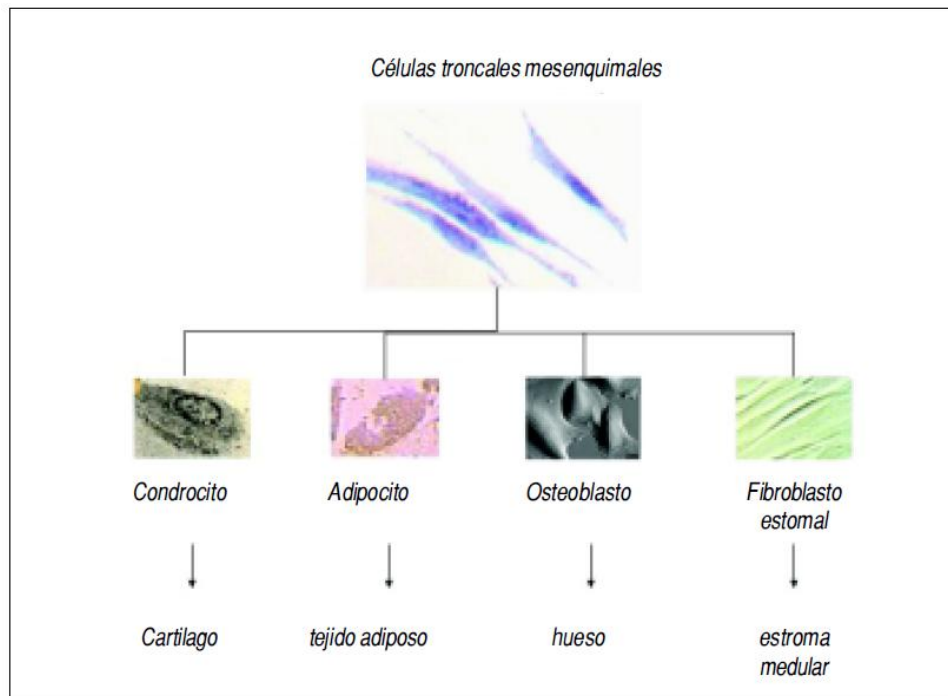 Células troncales mesenquimales
Condrocito
Adipocito
Osteoblasto
Fibroblasto
estomal
Cartilago
tejido adiposo
hueso
estroma
medular